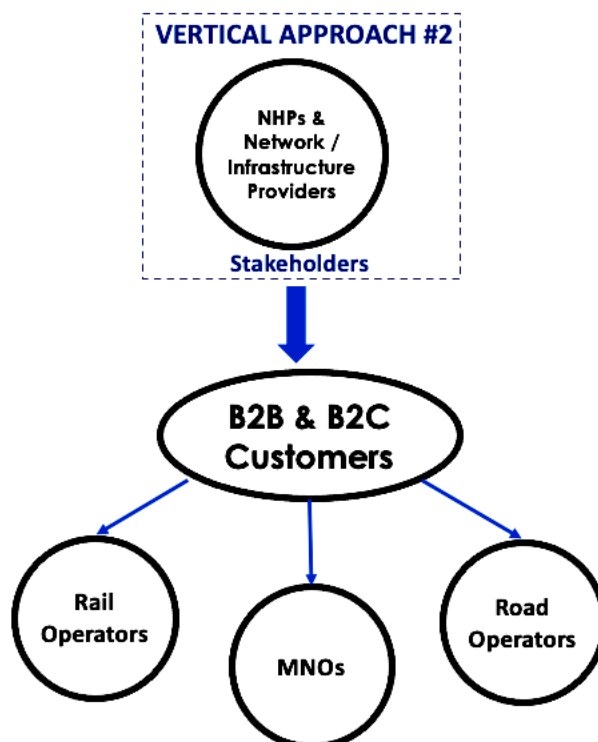 VERTICAL APPROACH #2
NHPs &
Network /
Infrastructure
Providers
Stakeholders
B2B & B2C
Customers
Rail
Operators
MNOs
Road
Operators